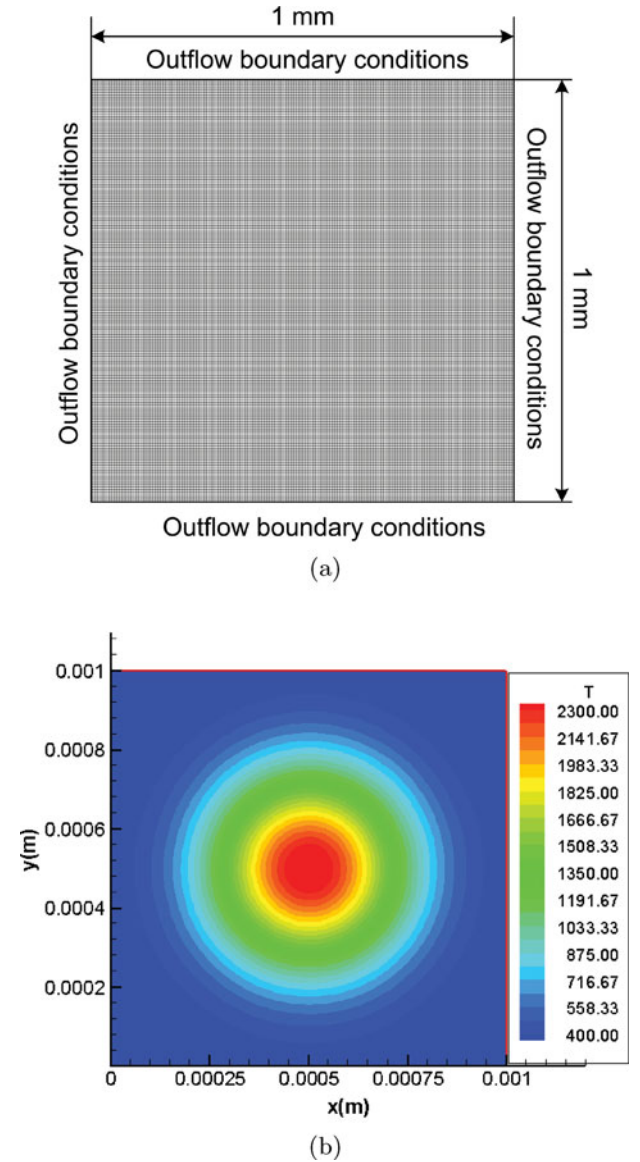 1 mm
Outflow boundary conditions
Outflow boundary conditions
Outflow boundary conditions
1 mm
Outflow boundary conditions
(a)
0.001
0.0008
0.0006
0.0004
0.0002
y(m)
0
0.00025
0.0005
0.00075
0.001
x(m)
T
2300.00
2141.67
1983.33
1825.00
1666.67
1508.33
1350.00
1191.67
1033.33
875.00
716.67
558.33
400.00
(b)